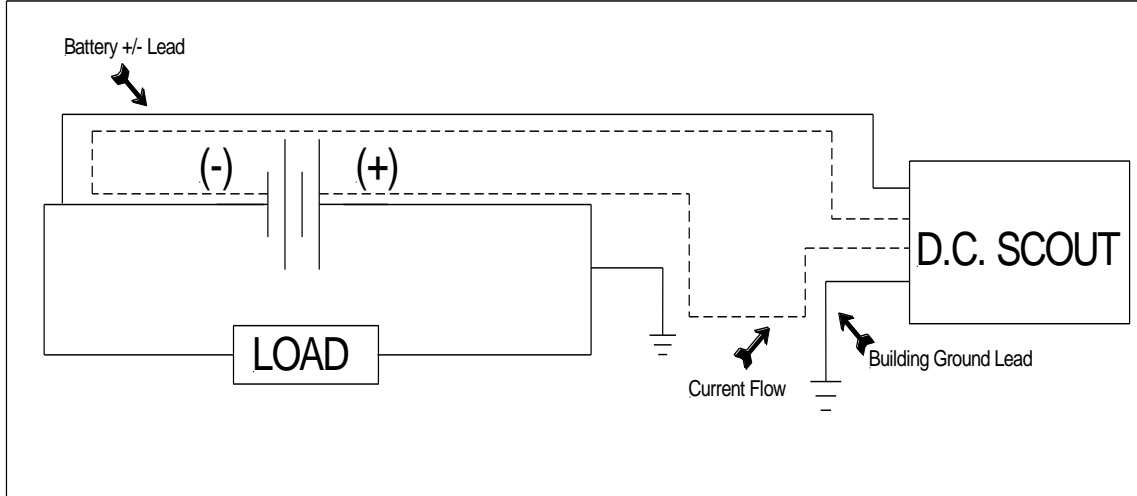 Battery +/- Lead
(-)
(+)
D.C. SCOUT
LOAD
Building Ground Lead
Current Flow